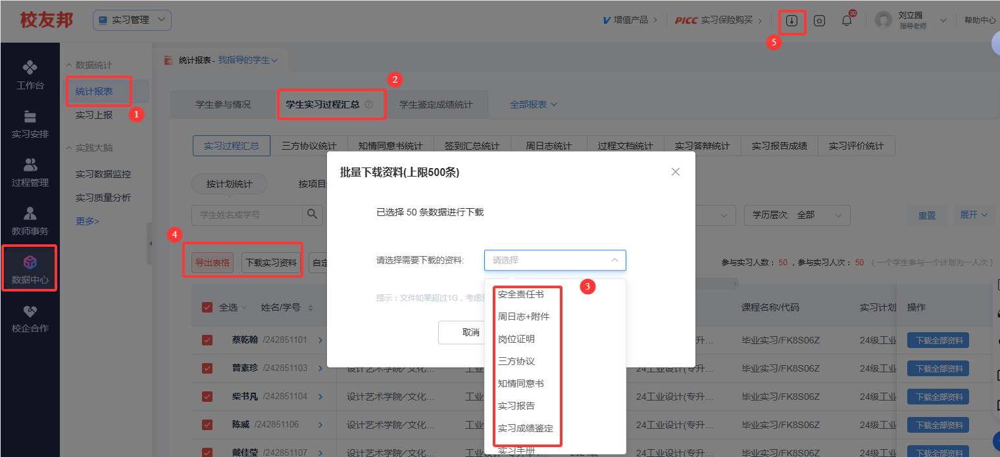 校友邦
实习管理
增值产品
PICC 实习保险购买
30
刘立园
指导老师
帮助中心
5
工作台
实习安排
过程管理
教师事务
数据中心
校企合作
数据统计
统计报表
1
实习上报
实践大脑
实习数据监控
实习质量分析
更多>
统计报表 - 我指导的学生
2
学生参与情况
学生实习过程汇总
学生鉴定成绩统计
全部报表
实习过程汇总 三方协议统计 知情同意书统计 签到汇总统计 周日志统计 过程文档统计 实习答辩统计 实习报告成绩 实习评价统计
按计划统计
按项目
学生姓名或学号
学历层次: 全部
重置
展开
4
导出表格
下载实习资料
自定
参与实习人数： 50 ，参与实习人次： 50 （一个学生参与一个计划为一人次）
批量下载资料(上限500条)
已选择 50 条数据进行下载
请选择需要下载的资料:
请选择
3
提示：文件如果超过1G，考虑
取消
安全责任书
周日志+附件
岗位证明
三方协议
知情同意书
实习报告
实习成绩鉴定
实习手册
全选 姓名/学号 课程名称/代码 实习计划 操作
蔡乾翰 /242851101 升... 毕业实习/FK8S06Z 24级工业 下载全部资料
曾素珍 /242851103 设计艺术学院／文化... 工业 24工业设计(专升... 毕业实习/FK8S06Z 24级工业 下载全部资料
柴书凡 /242851104 设计艺术学院／文化... 工业 24工业设计(专升... 毕业实习/FK8S06Z 24级工业 下载全部资料
陈威 /242851106 设计艺术学院／文化... 工业 24工业设计(专升... 毕业实习/FK8S06Z 24级工业 下载全部资料
戴佳莹 /242851107 设计艺术学院／文化... 工业 24工业设计(专升... 毕业实习/FK8S06Z 24级工业 下载全部资料